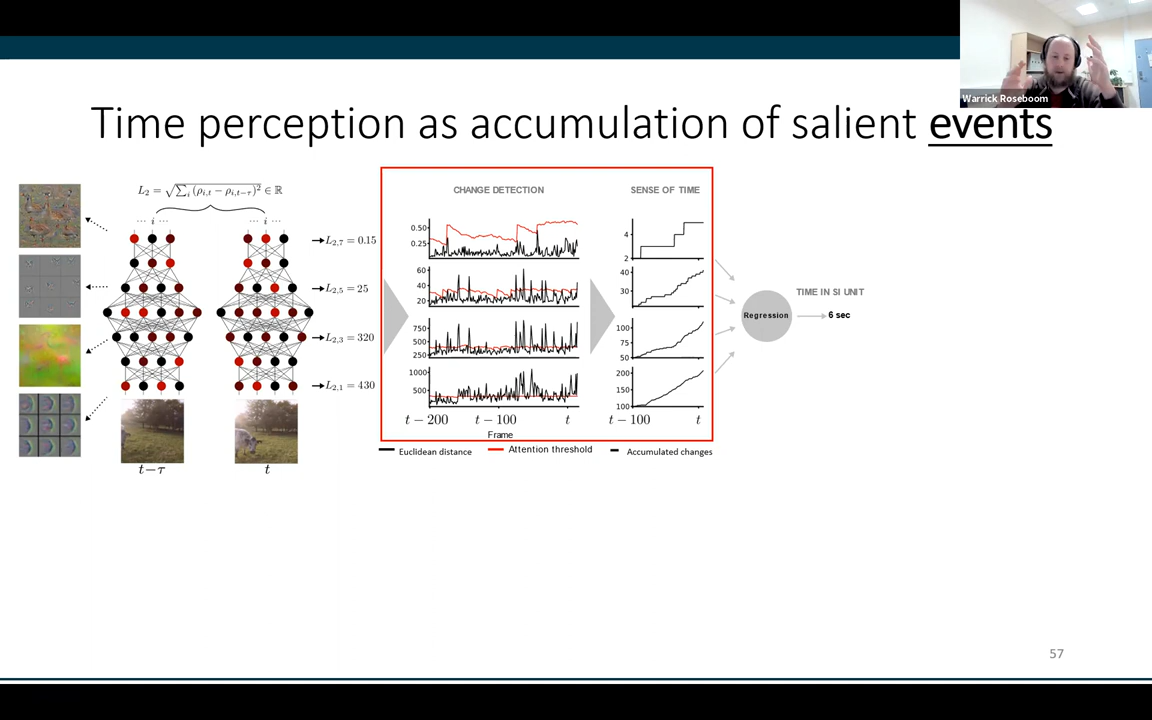 Warrick Roseboom
Time perception as accumulation of salient events
L₂ = √∑ᵢ (ρᵢ,ₜ − ρᵢ,ₜ₋τ)² ∈ ℝ
··· i ···
··· i ···
L₂,₇ = 0.15
L₂,₅ = 25
L₂,₃ = 320
L₂,₁ = 430
t−τ
t
CHANGE DETECTION
0.50
0.25
60
40
20
750
500
250
1000
500
t − 200
t − 100
t
Frame
SENSE OF TIME
4
2
40
30
100
75
50
200
150
100
t − 100
t
Euclidean distance
Attention threshold
Accumulated changes
Regression
TIME IN SI UNIT
6 sec
57